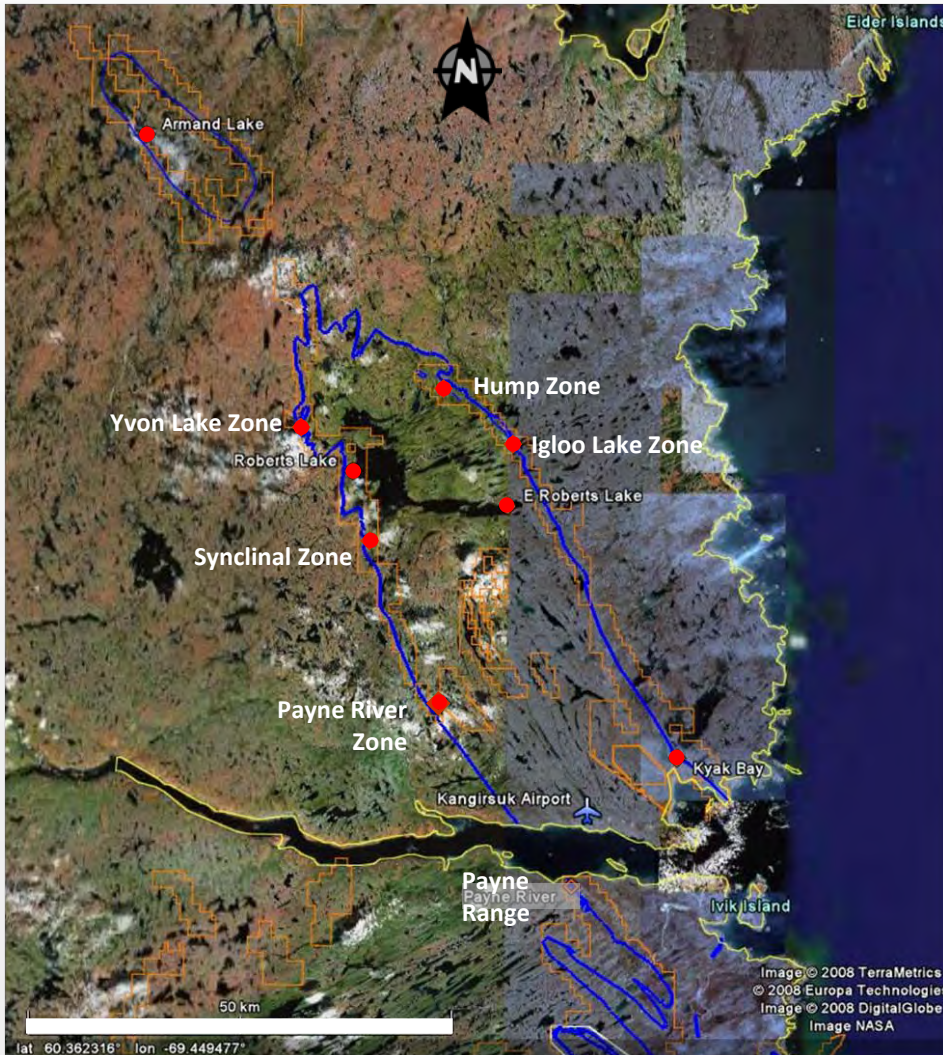 Eider Islands
N
Armand Lake
Hump Zone
Yvon Lake Zone
Igloo Lake Zone
Roberts Lake
E Roberts Lake
Synclinal Zone
Payne River
Zone
Kyak Bay
Kangirsuk Airport
Payne
Range
Payne River
Ivik Island
Image © 2008 TerraMetrics
© 2008 Europa Technologies
Image © 2008 DigitalGlobe
Image NASA
50 km
lat 60.362316° lon -69.449477°